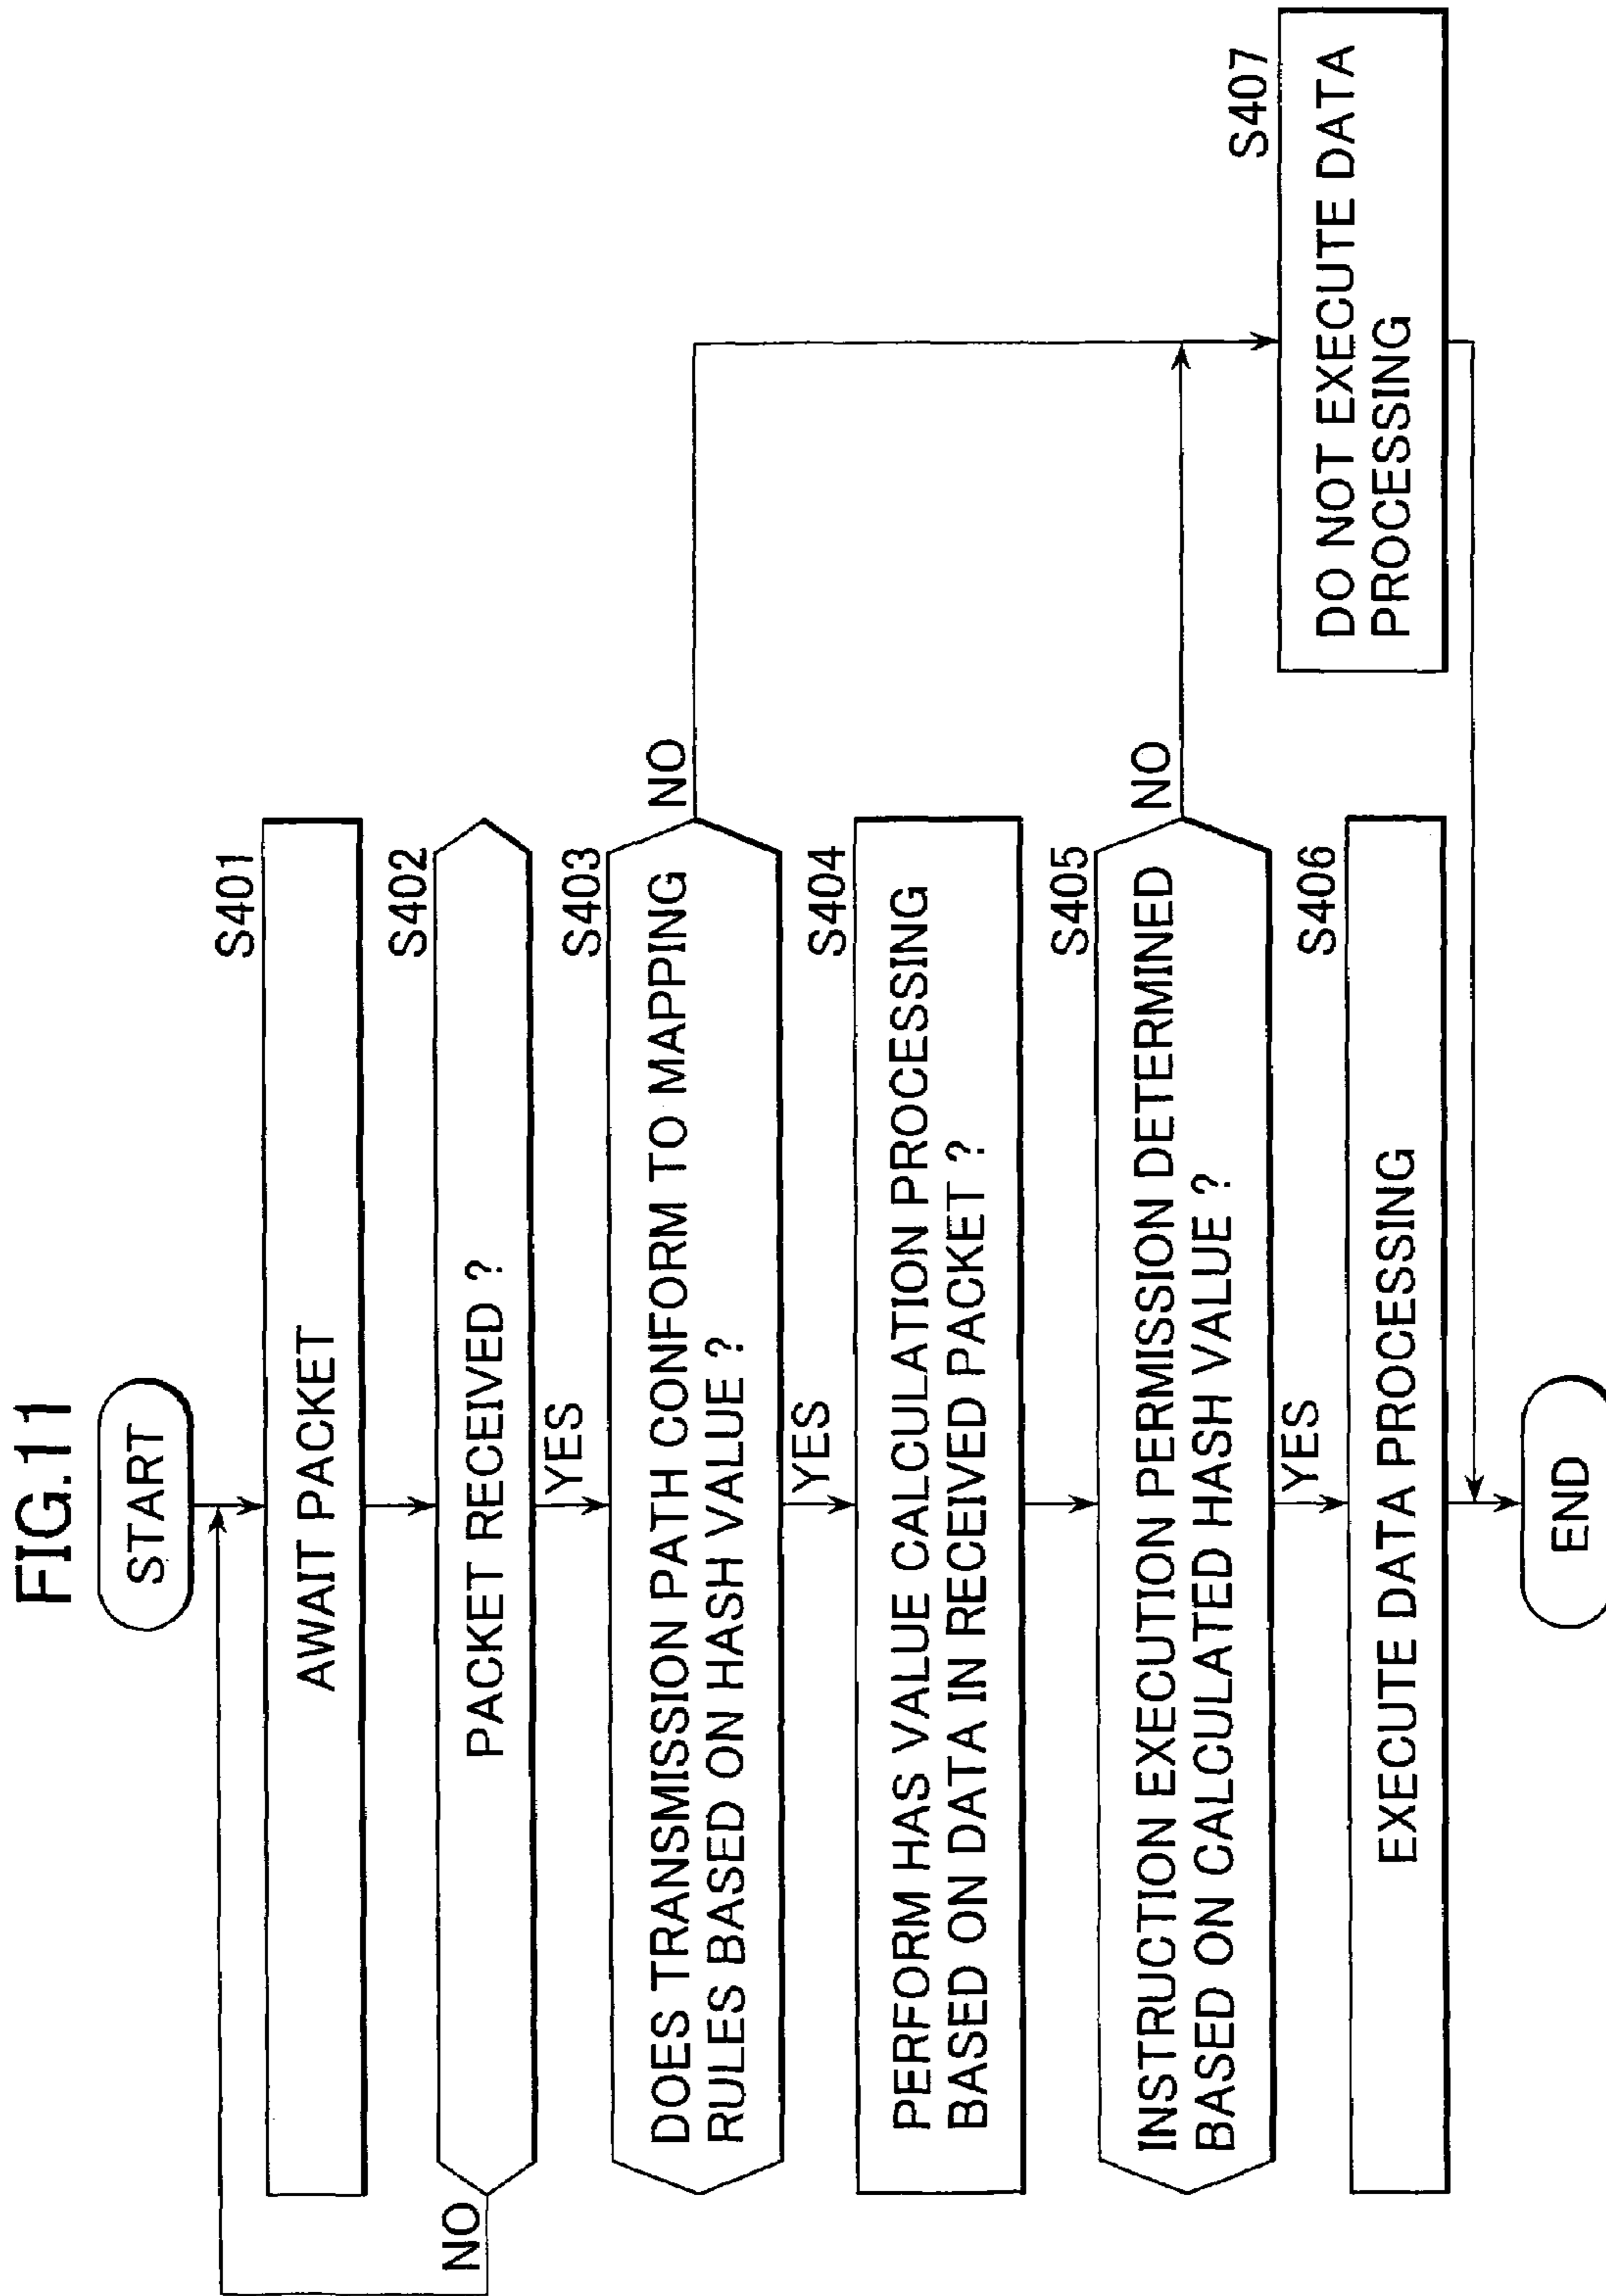 FIG.11
START
S401
AWAIT PACKET
S402
PACKET RECEIVED ?
NO
YES
S403
DOES TRANSMISSION PATH CONFORM TO MAPPING
RULES BASED ON HASH VALUE ?
NO
YES
S404
PERFORM HAS VALUE CALCULATION PROCESSING
BASED ON DATA IN RECEIVED PACKET ?
S405
INSTRUCTION EXECUTION PERMISSION DETERMINED
BASED ON CALCULATED HASH VALUE ?
NO
YES
S406
EXECUTE DATA PROCESSING
S407
DO NOT EXECUTE DATA
PROCESSING
END